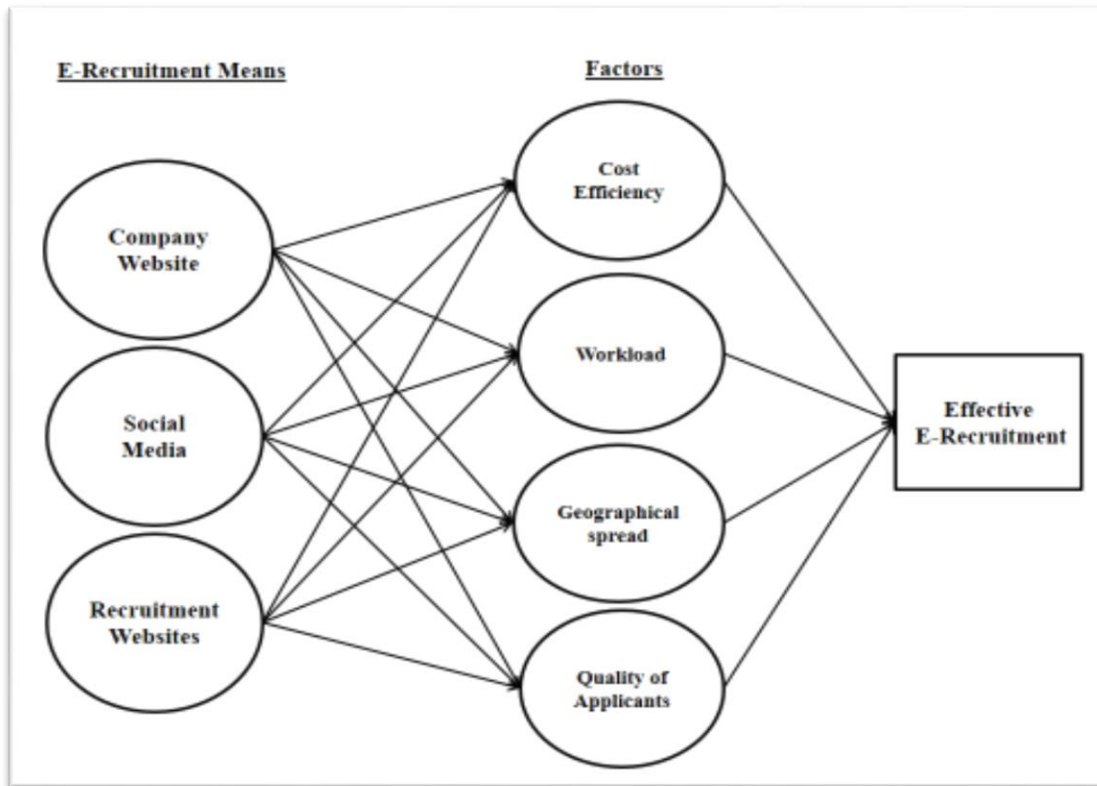 E-Recruitment Means
Factors
Company
Website
Social
Media
Recruitment
Websites
Cost
Efficiency
Workload
Geographical
spread
Quality of
Applicants
Effective
E-Recruitment